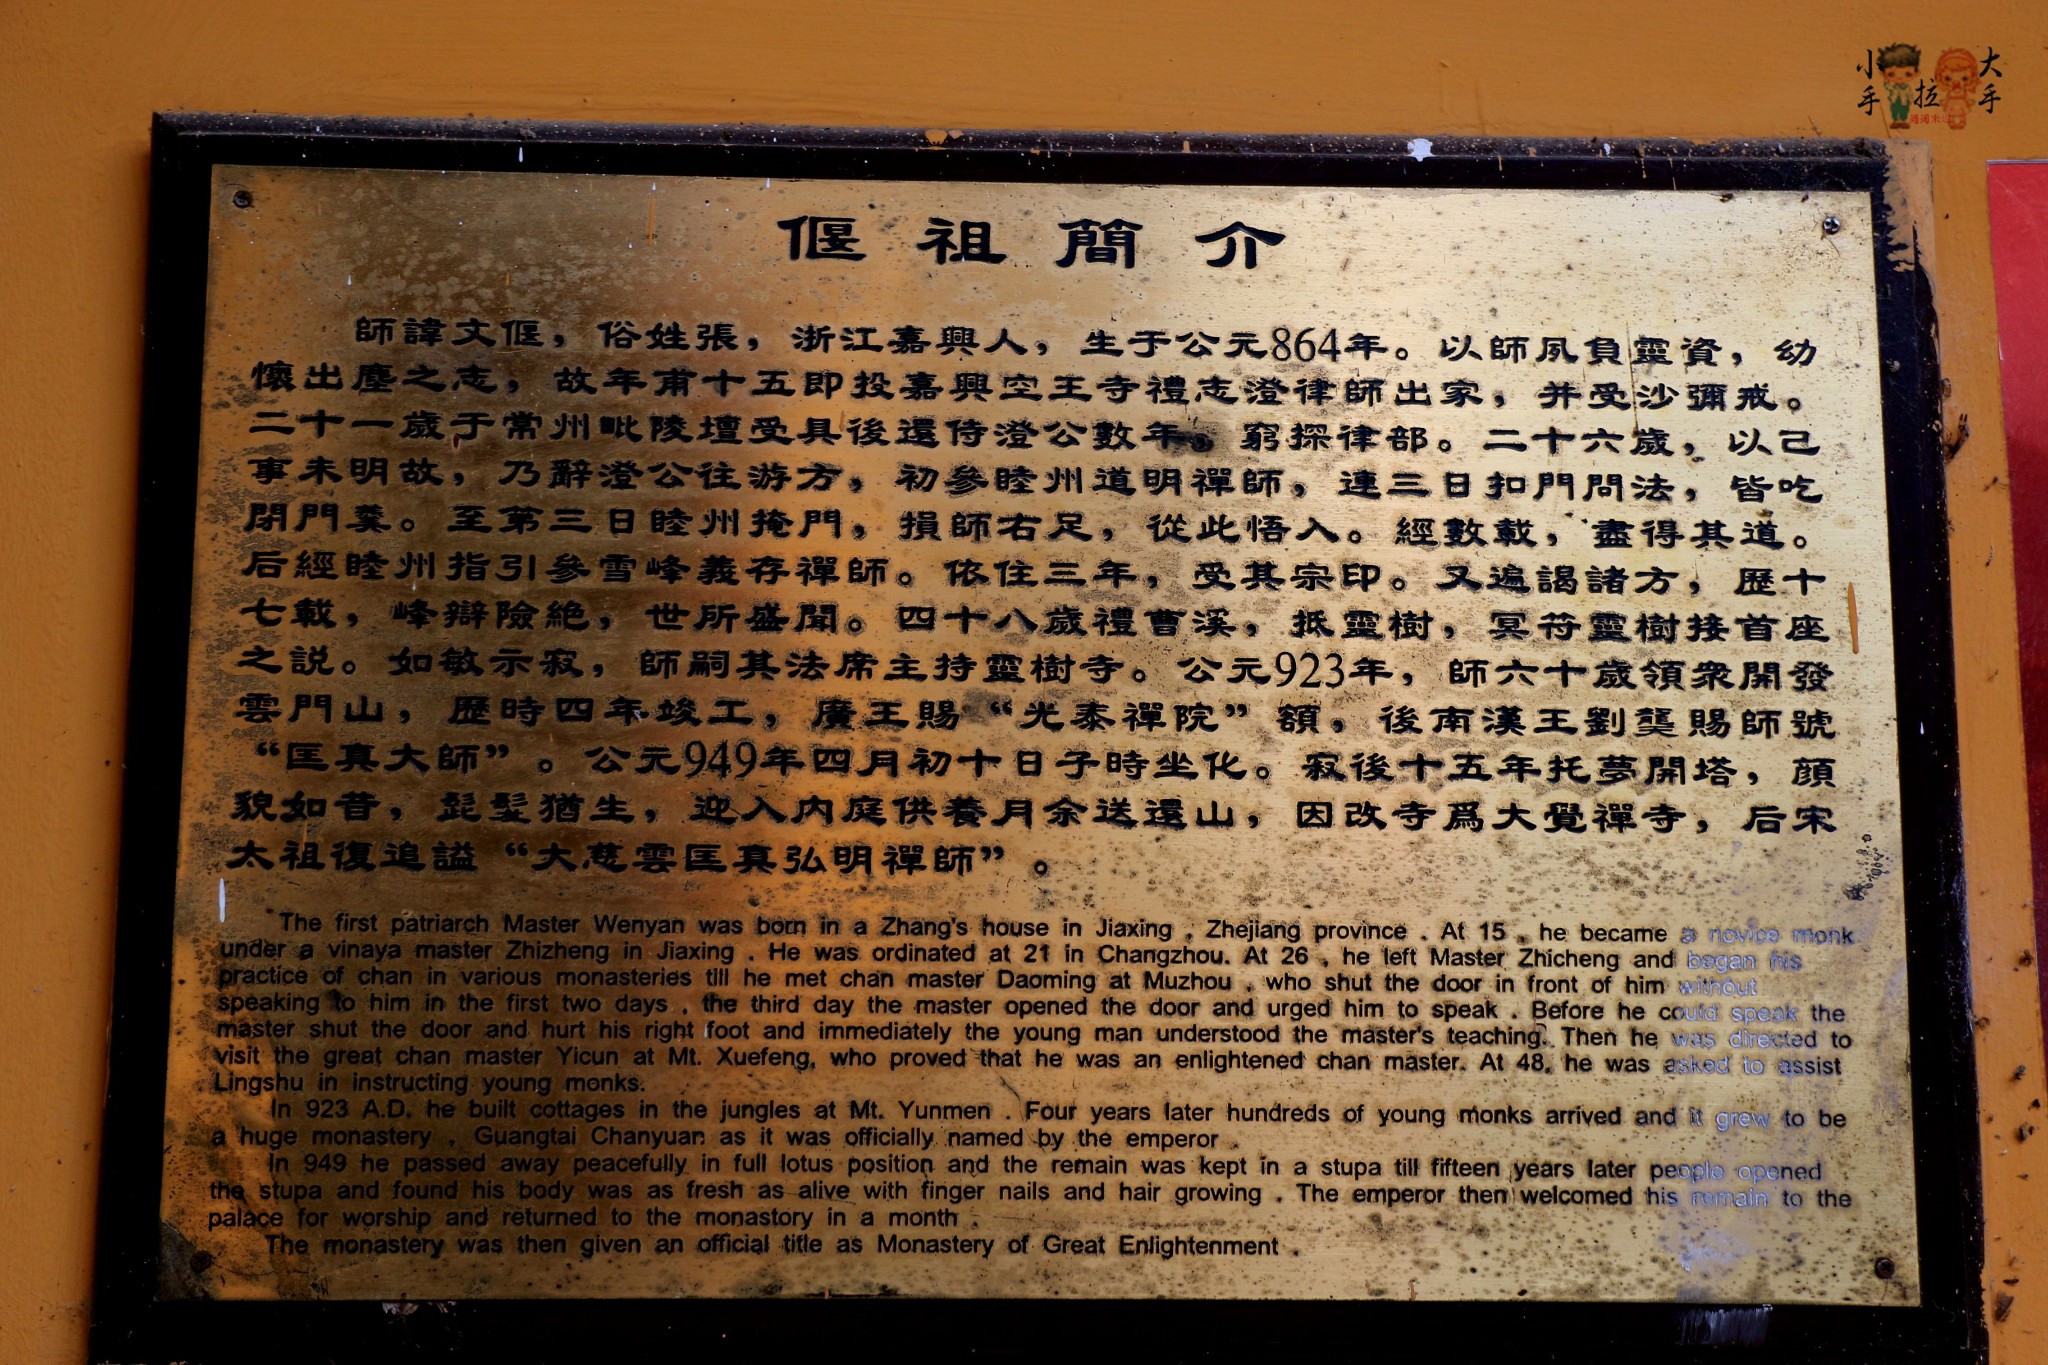 偃祖簡介
師諱文偃，俗姓張，浙江嘉興人，生于公元864年。以師夙負靈資，幼
懷出塵之志，故年甫十五即投嘉興空王寺禮志澄律師出家，并受沙彌戒。
二十一歲于常州毗陵壇受具後還侍澄公數年，窮探律部。二十六歲，以己
事未明故，乃辭澄公往游方，初參睦州道明禪師，連三日扣門問法，皆吃
閉門羹。至第三日睦州掩門，損師右足，從此悟入。經數載，盡得其道。
后經睦州指引參雪峰義存禪師。依住三年，受其宗印。又遍謁諸方，歷十
七載，峰辯險絶，世所盛聞。四十八歲禮曹溪，抵靈樹，冥符靈樹接首座
之説。如敏示寂，師嗣其法席主持靈樹寺。公元923年，師六十歲領衆開發
雲門山，歷時四年竣工，廣王賜“光泰禪院”額，後南漢王劉龑賜師號
“匡真大師”。公元949年四月初十日子時坐化。寂後十五年托夢開塔，顔
貌如昔，髭髮猶生，迎入内庭供養月余送還山，因改寺爲大覺禪寺，后宋
太祖復追謚“大慈雲匡真弘明禪師”。
The first patriarch Master Wenyan was born in a Zhang's house in Jiaxing , Zhejiang province . At 15 , he became a novice monk
under a vinaya master Zhizheng in Jiaxing . He was ordinated at 21 in Changzhou. At 26 , he left Master Zhicheng and began his
practice of chan in various monasteries till he met chan master Daoming at Muzhou , who shut the door in front of him without
speaking to him in the first two days , the third day the master opened the door and urged him to speak . Before he could speak the
master shut the door and hurt his right foot and immediately the young man understood the master's teaching. Then he was directed to
visit the great chan master Yicun at Mt. Xuefeng, who proved that he was an enlightened chan master. At 48, he was asked to assist
Lingshu in instructing young monks.
In 923 A.D. he built cottages in the jungles at Mt. Yunmen . Four years later hundreds of young monks arrived and it grew to be
a huge monastery , Guangtai Chanyuan as it was officially named by the emperor .
In 949 he passed away peacefully in full lotus position and the remain was kept in a stupa till fifteen years later people opened
the stupa and found his body was as fresh as alive with finger nails and hair growing . The emperor then welcomed his remain to the
palace for worship and returned to the monastory in a month .
The monastery was then given an official title as Monastery of Great Enlightenment .
小手拉大手